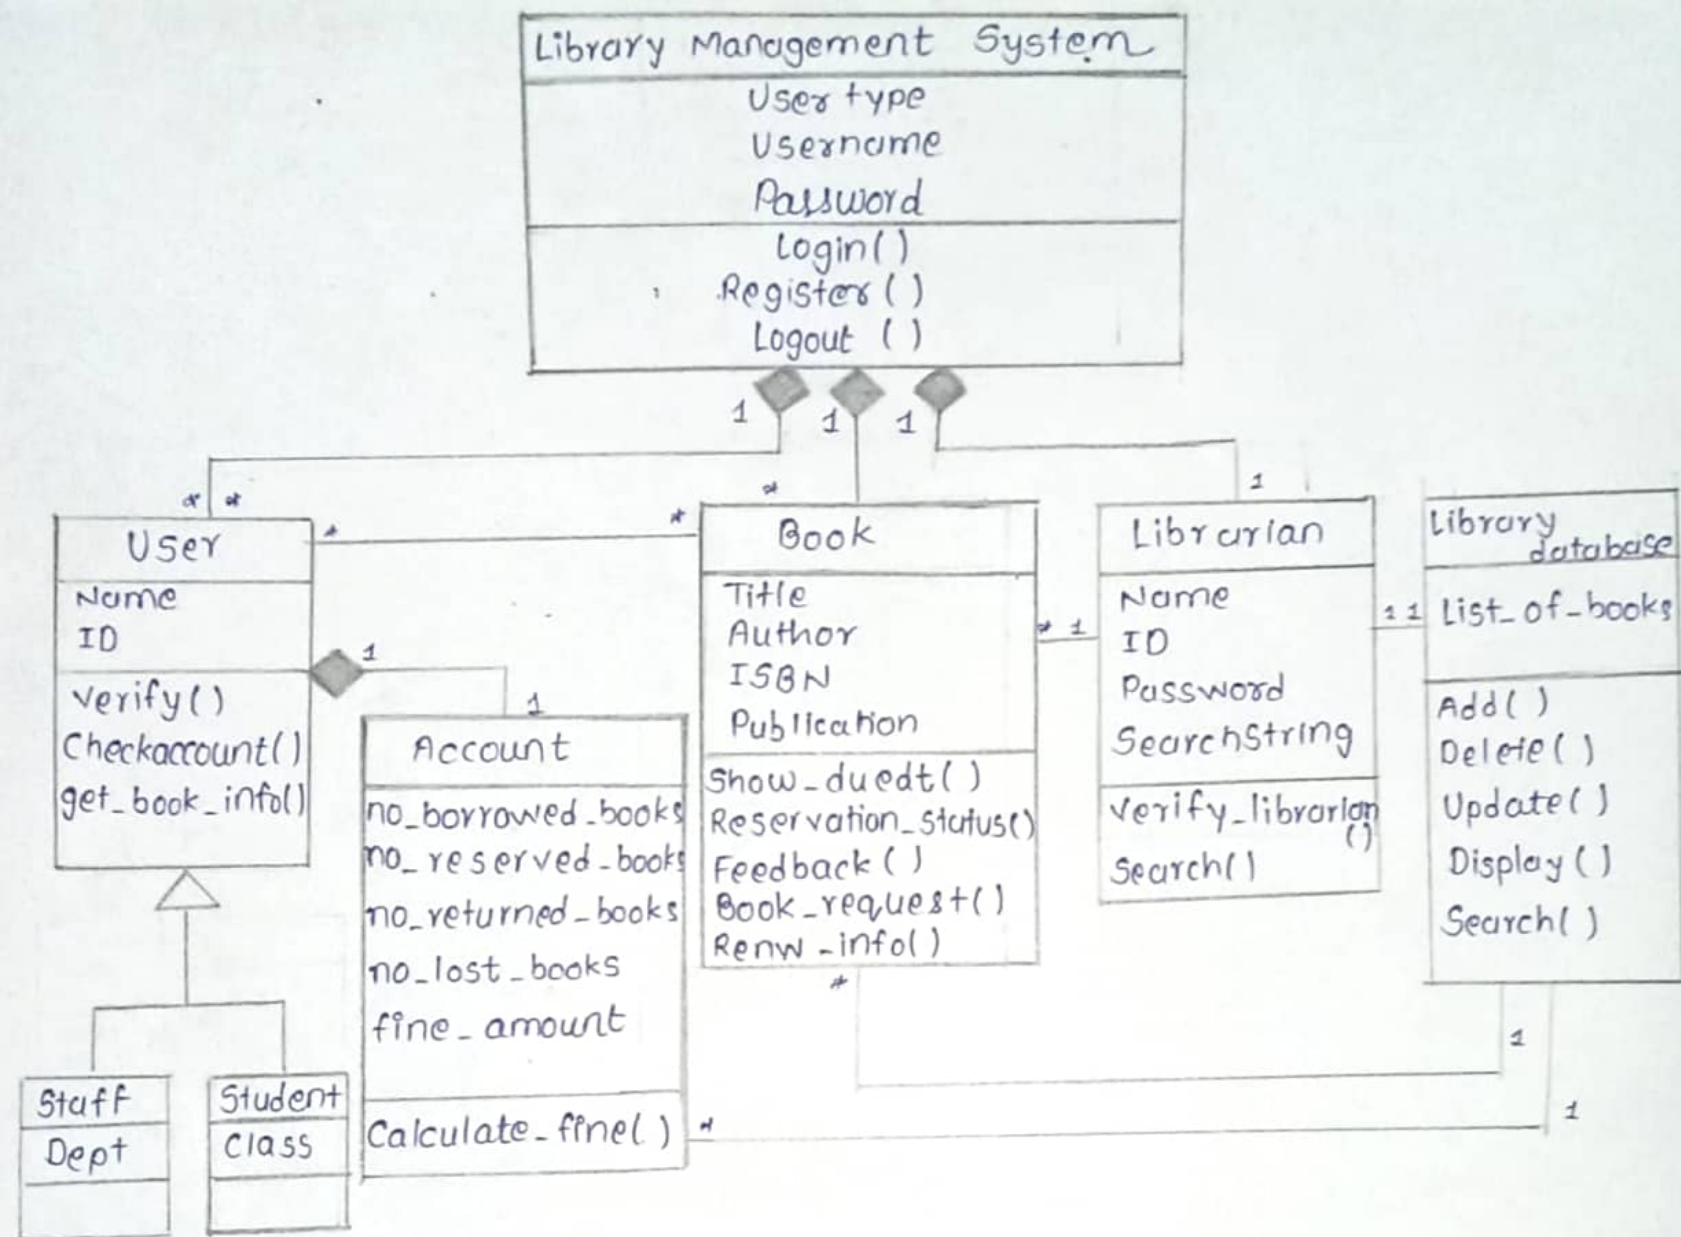 Library Management System
User type
Username
Password
Login()
Register()
Logout ()
1
1
1
* *
*
*
*
1
User
Name
ID
verify()
Checkaccount()
get_book_info()
1
1
Account
no_borrowed_books
no_reserved_books
no_returned_books
no_lost_books
fine_amount
Calculate_fine()
*
Book
Title
Author
ISBN
Publication
Show_duedt()
Reservation_status()
Feedback()
Book_request()
Renw_info()
*
* 1
Librarian
Name
ID
Password
SearchString
verify_librarian
()
Search()
1 1
Library
database
List_of_books
Add()
Delete()
Update()
Display()
Search()
1
1
Staff
Dept
Student
Class